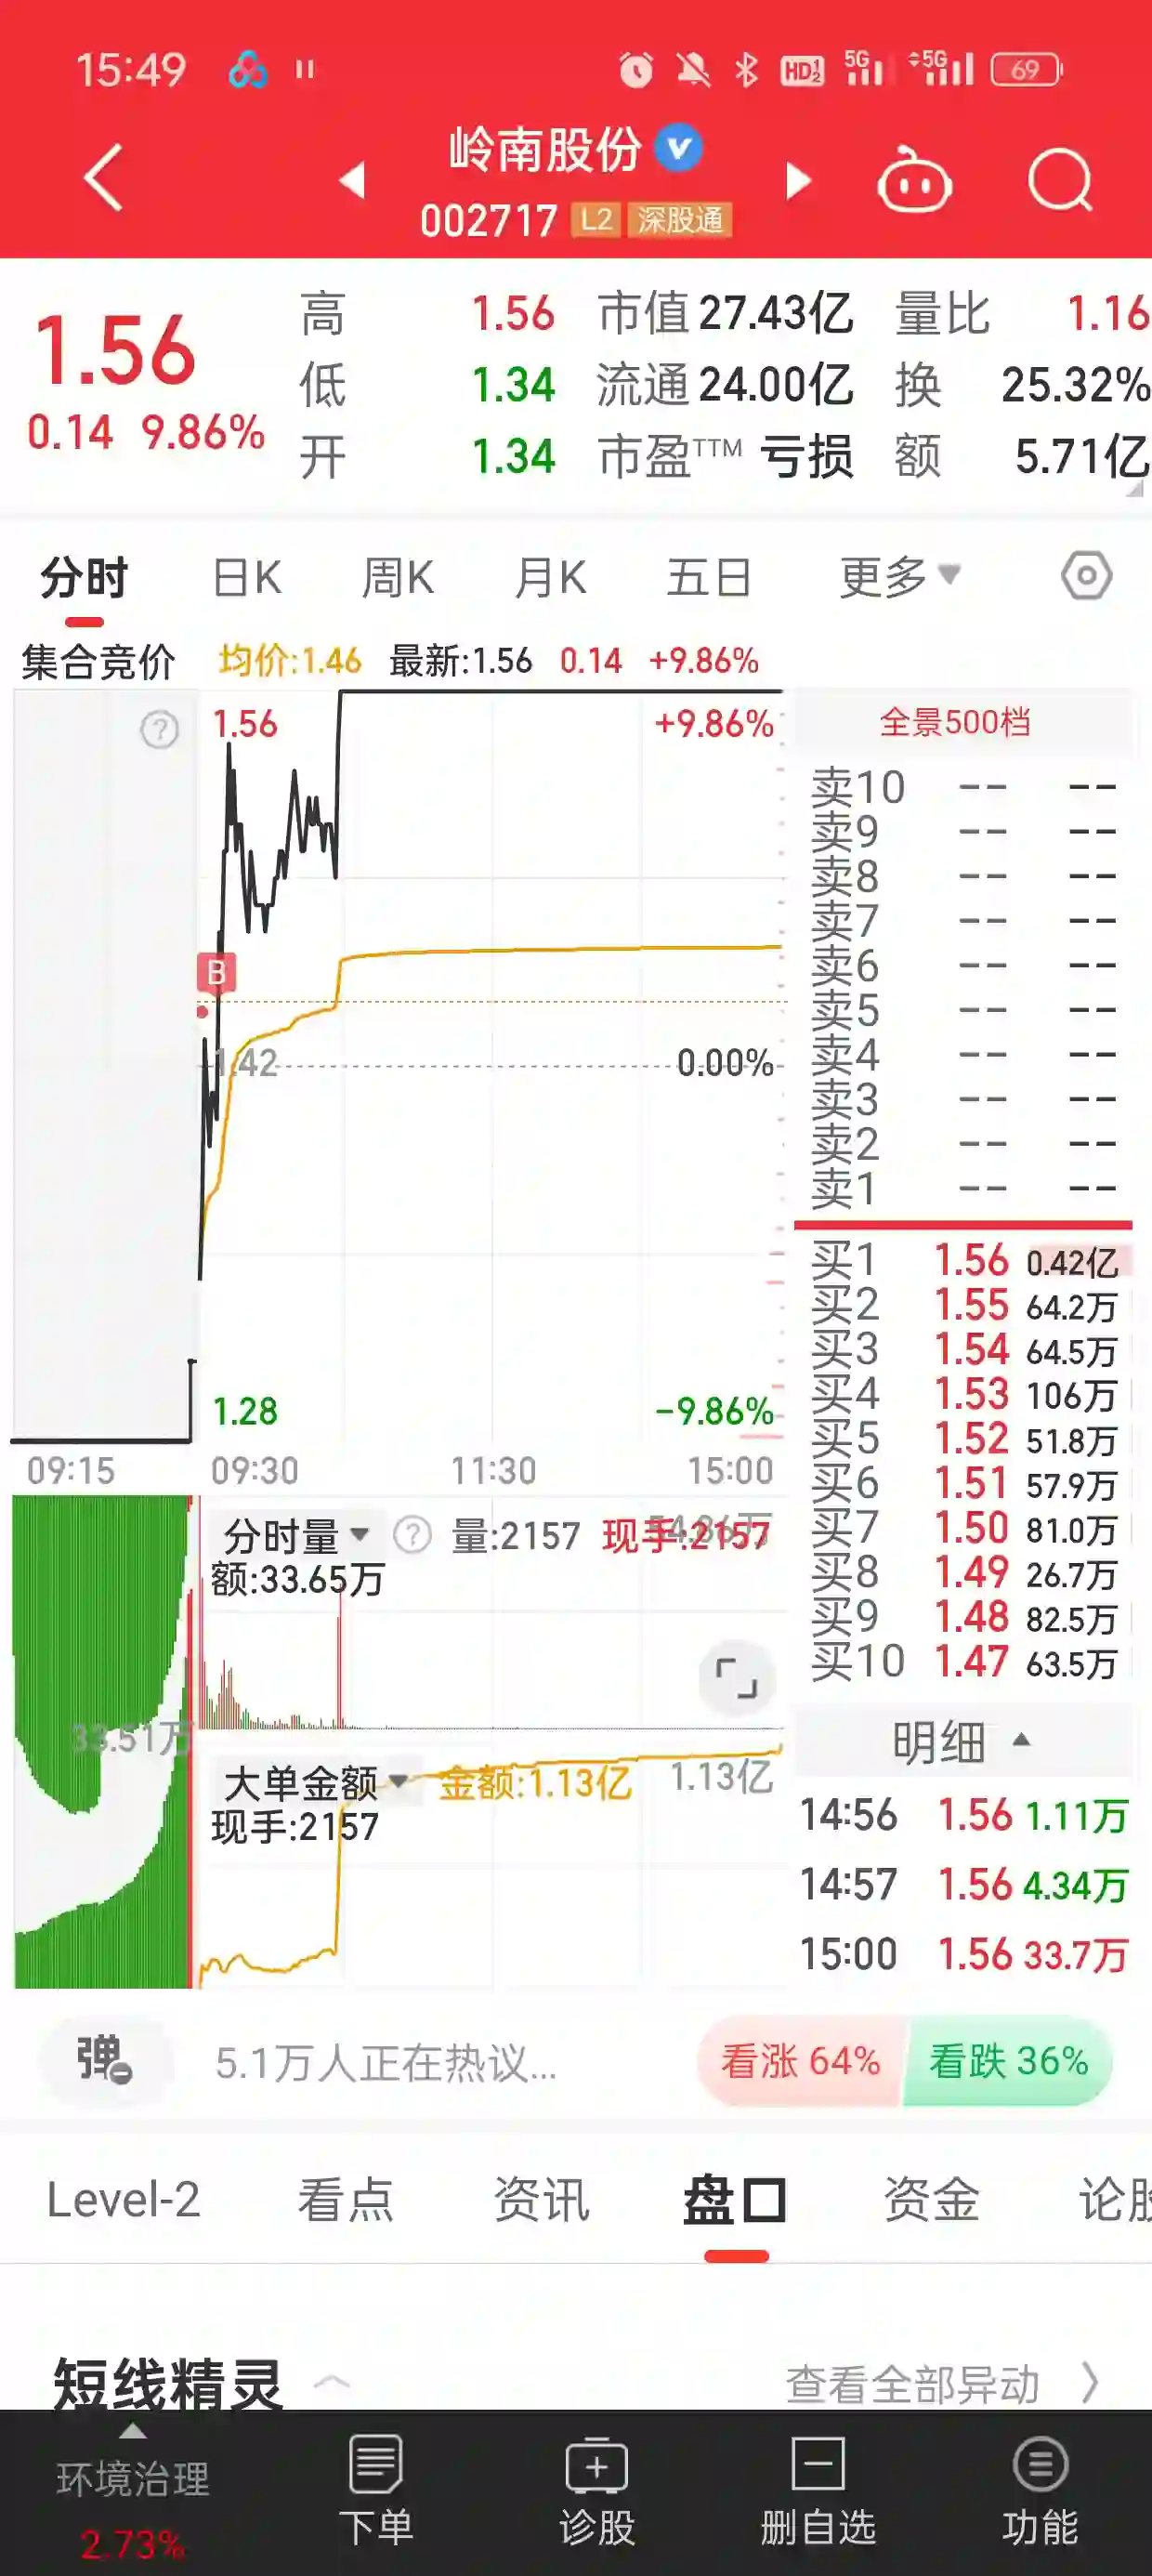 15:49 HD 5G 5G 69
岭南股份
002717 L2 深股通
1.56
0.14 9.86%
高 1.56 市值 27.43亿 量比 1.16
低 1.34 流通 24.00亿 换 25.32%
开 1.34 市盈TTM 亏损 额 5.71亿
分时 日K 周K 月K 五日 更多
集合竞价 均价:1.46 最新:1.56 0.14 +9.86%
? 1.56 +9.86%
B
1.42 0.00%
1.28 -9.86%
09:15 09:30 11:30 15:00
分时量 ? 量:2157 现手:2157
额:33.65万
33.51万
大单金额 金额:1.13亿 1.13亿
现手:2157
全景500档
卖10 -- --
卖9 -- --
卖8 -- --
卖7 -- --
卖6 -- --
卖5 -- --
卖4 -- --
卖3 -- --
卖2 -- --
卖1 -- --
买1 1.56 0.42亿
买2 1.55 64.2万
买3 1.54 64.5万
买4 1.53 106万
买5 1.52 51.8万
买6 1.51 57.9万
买7 1.50 81.0万
买8 1.49 26.7万
买9 1.48 82.5万
买10 1.47 63.5万
明细
14:56 1.56 1.11万
14:57 1.56 4.34万
15:00 1.56 33.7万
弹 5.1万人正在热议... 看涨 64% 看跌 36%
Level-2 看点 资讯 盘口 资金 论股
短线精灵 查看全部异动
环境治理 下单 诊股 删自选 功能
2.73%